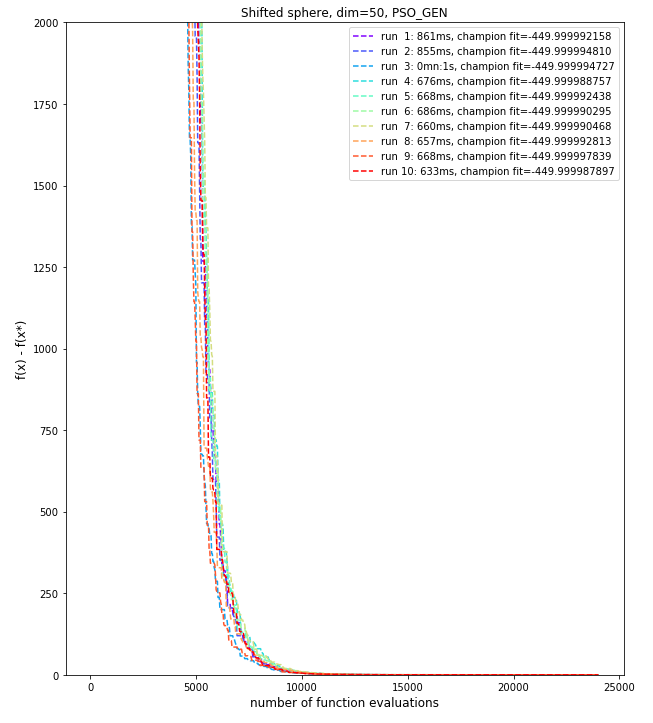 Shifted sphere, dim=50, PSO_GEN
run 1: 861ms, champion fit=-449.999992158
run 2: 855ms, champion fit=-449.999994810
run 3: 0mn:1s, champion fit=-449.999994727
run 4: 676ms, champion fit=-449.999988757
run 5: 668ms, champion fit=-449.999992438
run 6: 686ms, champion fit=-449.999990295
run 7: 660ms, champion fit=-449.999990468
run 8: 657ms, champion fit=-449.999992813
run 9: 668ms, champion fit=-449.999997839
run 10: 633ms, champion fit=-449.999987897
f(x) - f(x*)
2000
1750
1500
1250
1000
750
500
250
0
0 5000 10000 15000 20000 25000
number of function evaluations